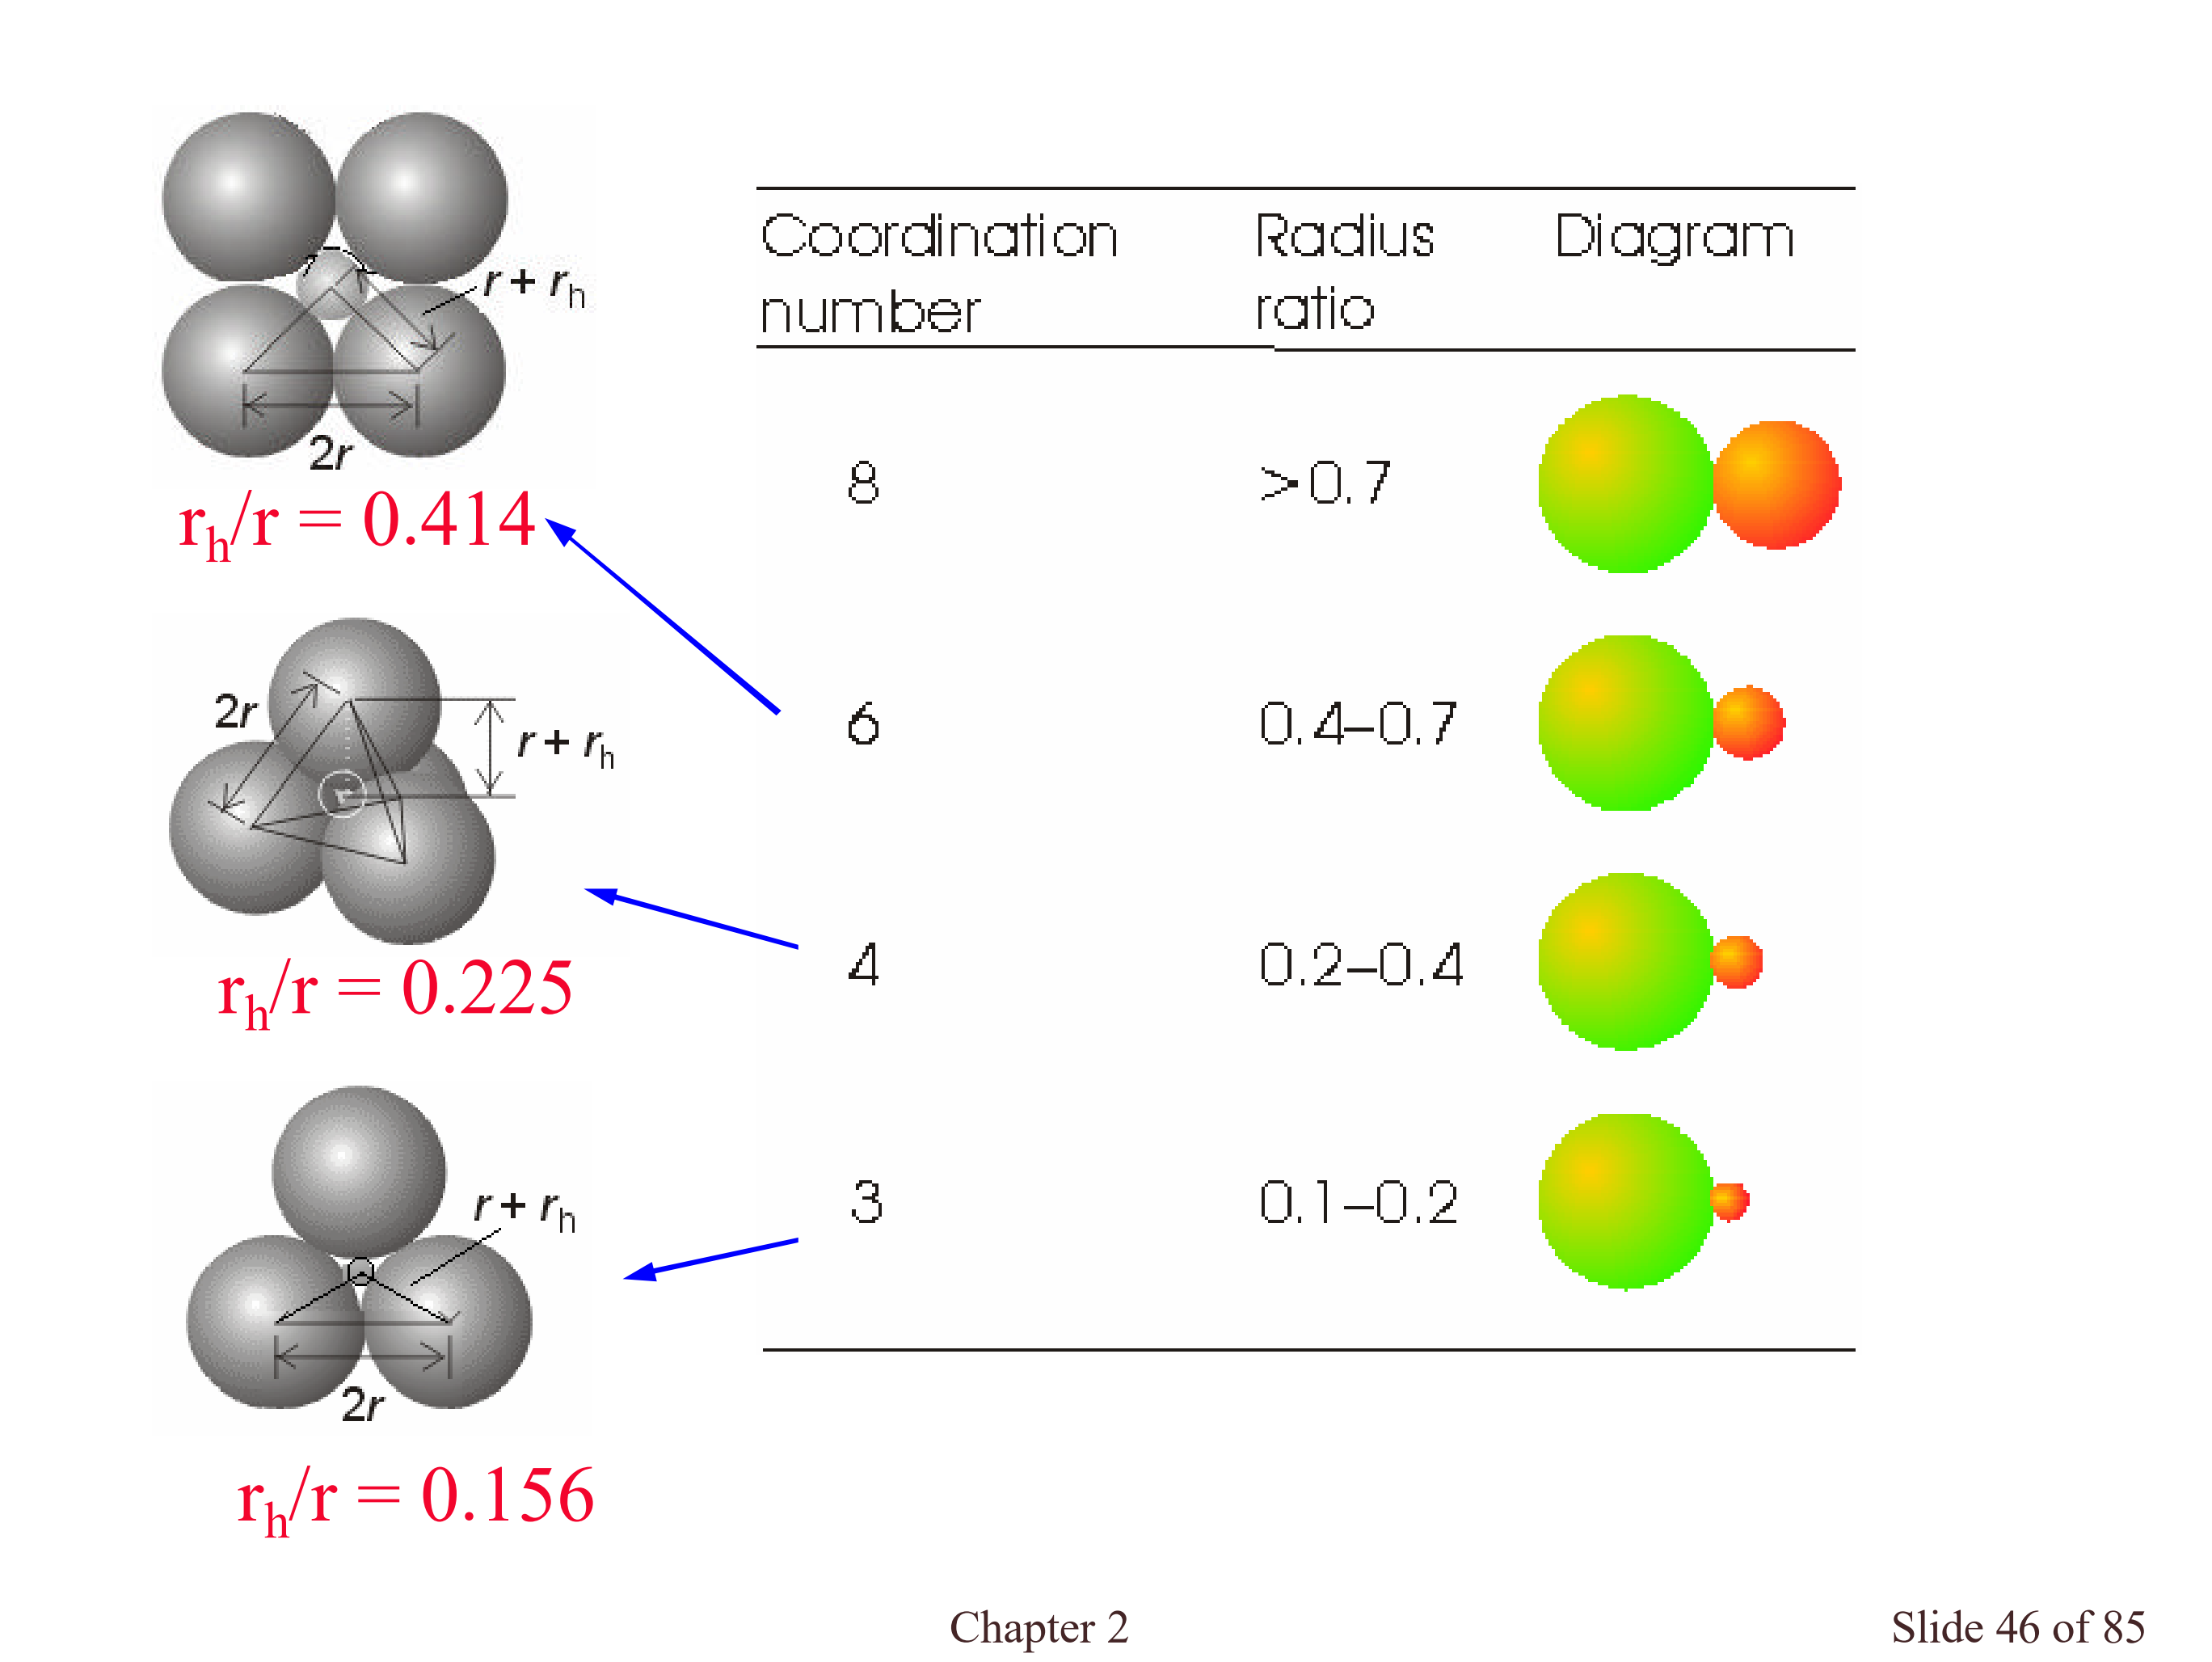 r + rₕ
2r
rₕ/r = 0.414
2r
r + rₕ
rₕ/r = 0.225
r + rₕ
2r
rₕ/r = 0.156
Coordination number Radius ratio Diagram
8 >0.7
6 0.4–0.7
4 0.2–0.4
3 0.1–0.2
Chapter 2
Slide 46 of 85